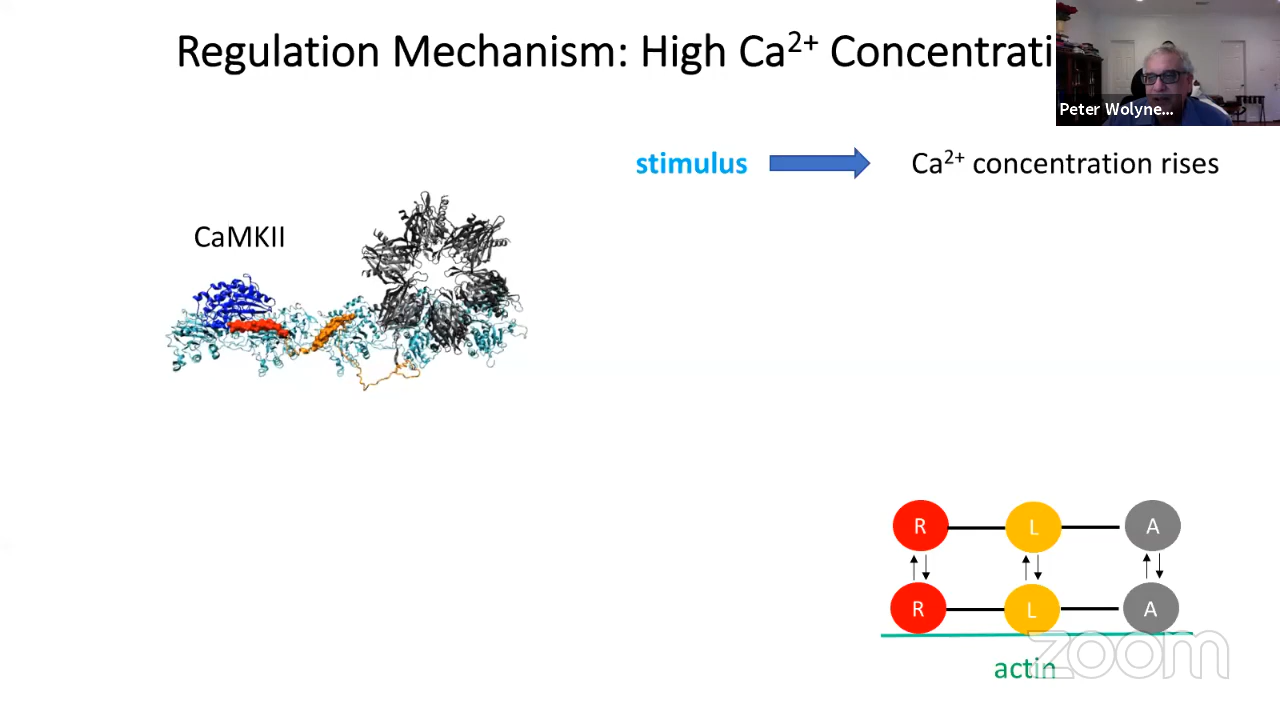 Regulation Mechanism: High Ca2+ Concentrati
Peter Wolyne...
stimulus
Ca2+ concentration rises
CaMKII
R L A
R L A
actin
zoom